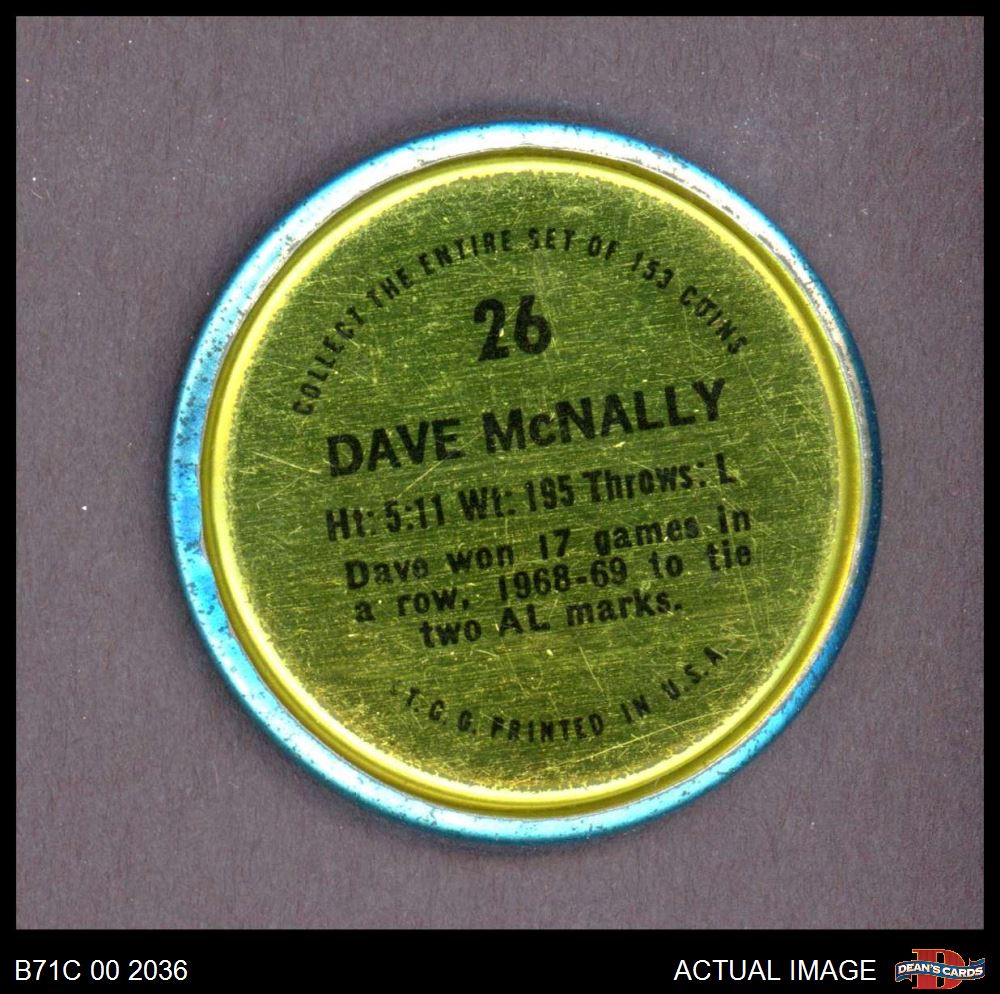 COLLECT THE ENTIRE SET OF 153 COINS
26
DAVE McNALLY
Ht: 5:11 Wt: 195 Throws: L
Dave won 17 games in
a row, 1968-69 to tie
two AL marks.
T.C.G. PRINTED IN U.S.A.
B71C 00 2036
ACTUAL IMAGE
DEAN'S CARDS